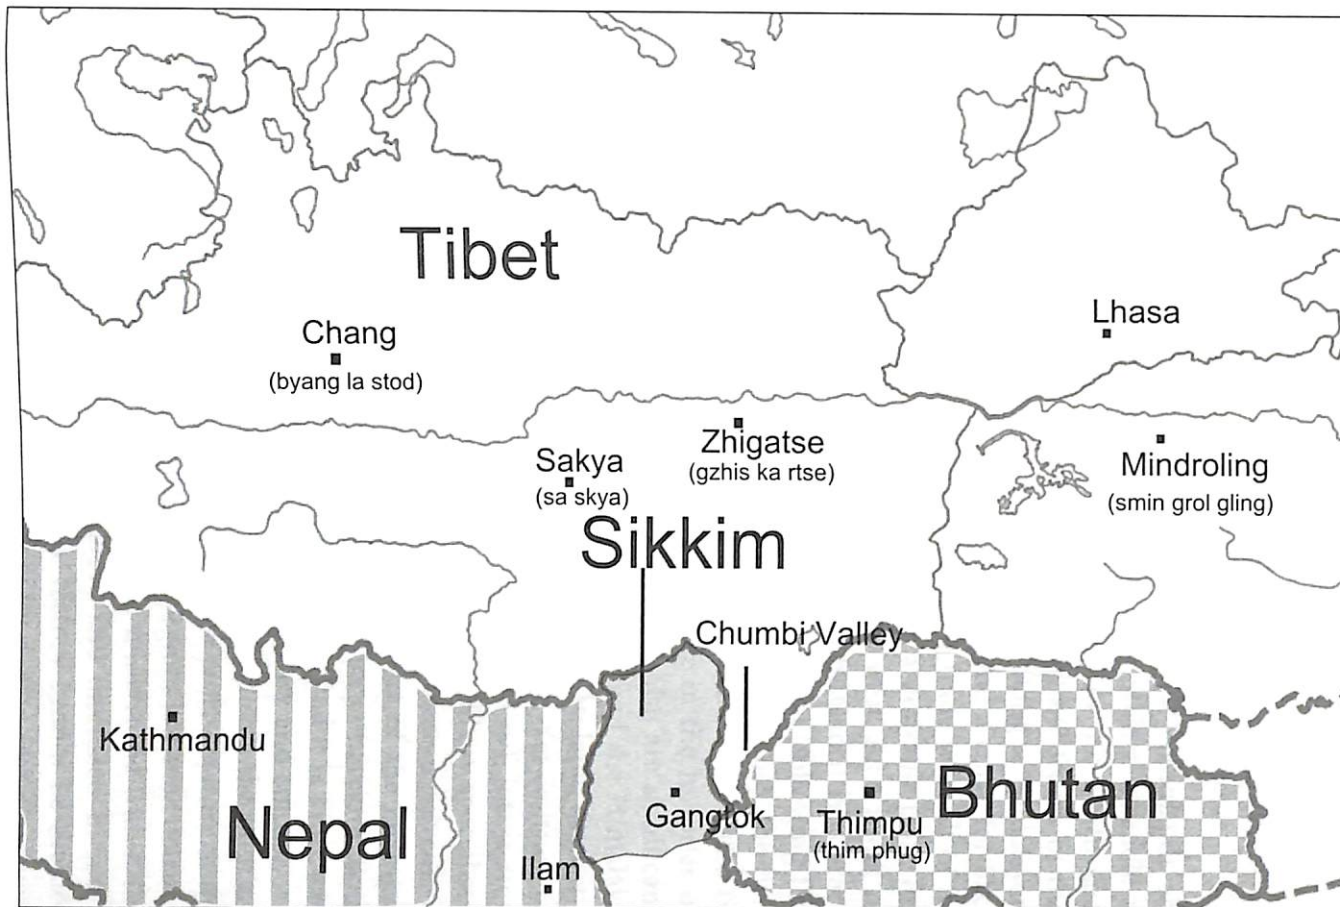 Tibet
Lhasa
Chang
(byang la stod)
Zhigatse
(gzhis ka rtse)
Sakya
(sa skya)
Mindroling
(smin grol gling)
Sikkim
Chumbi Valley
Kathmandu
Nepal
Gangtok
Bhutan
Thimpu
(thim phug)
Ilam